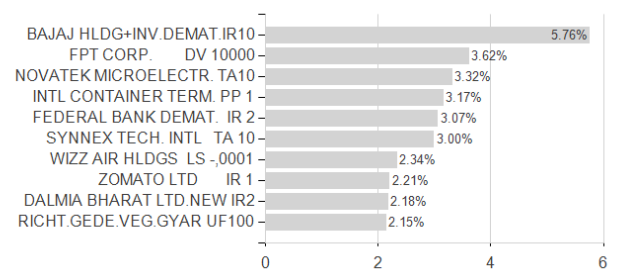 BAJAJ HLDG+INV.DEMAT.IR10 5.76%
FPT CORP. DV 10000 3.62%
NOVATEK MICROELECTR. TA10 3.32%
INTL CONTAINER TERM. PP 1 3.17%
FEDERAL BANK DEMAT. IR 2 3.07%
SYNNEX TECH. INTL TA 10 3.00%
WIZZ AIR HLDGS LS -,0001 2.34%
ZOMATO LTD IR 1 2.21%
DALMIA BHARAT LTD.NEW IR2 2.18%
RICHT.GEDE.VEG.GYAR UF100 2.15%
0 2 4 6